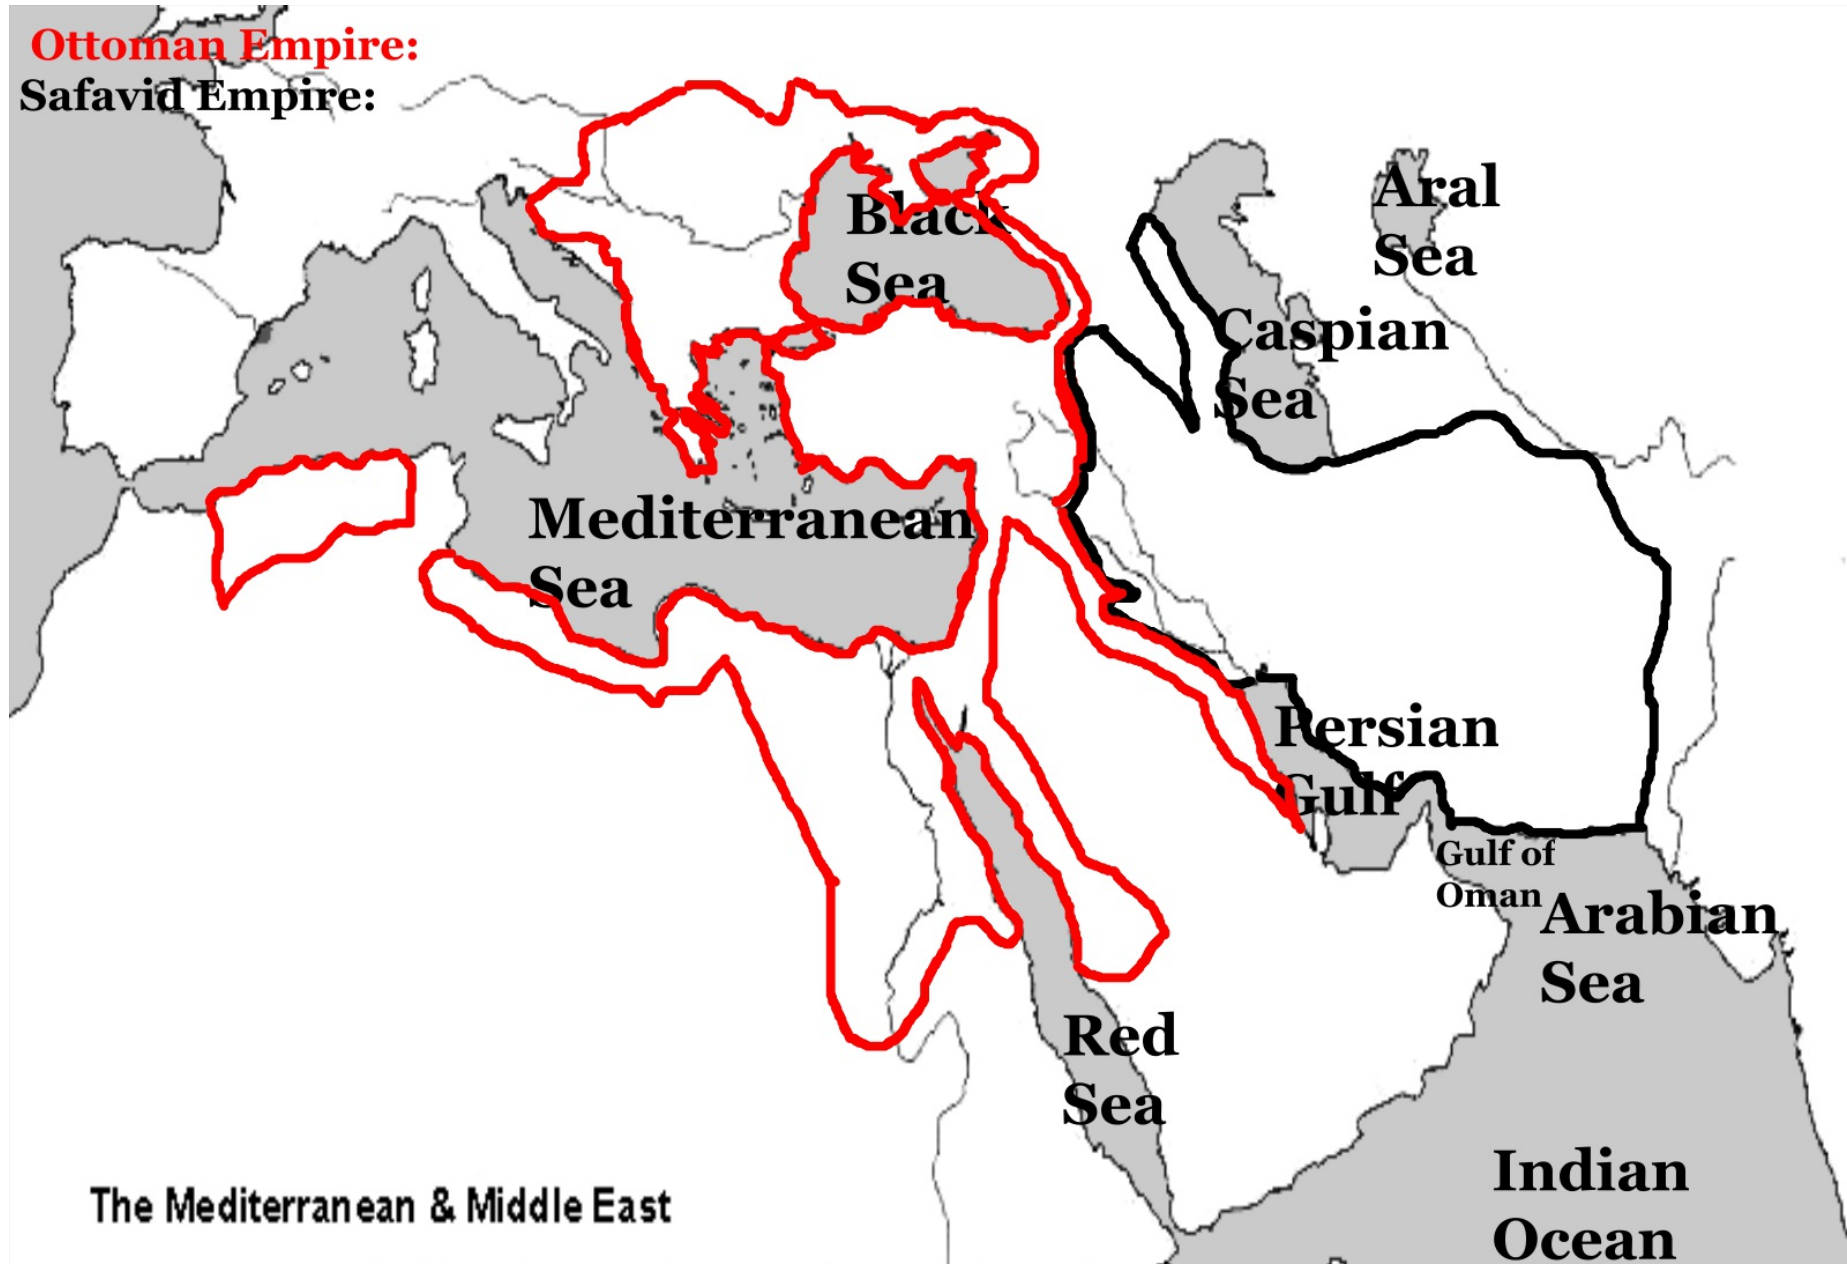 Ottoman Empire:
Safavid Empire:
Black
Sea
Aral
Sea
Caspian
Sea
Mediterranean
Sea
Persian
Gulf
Gulf of
Oman
Arabian
Sea
Red
Sea
Indian
Ocean
The Mediterranean & Middle East